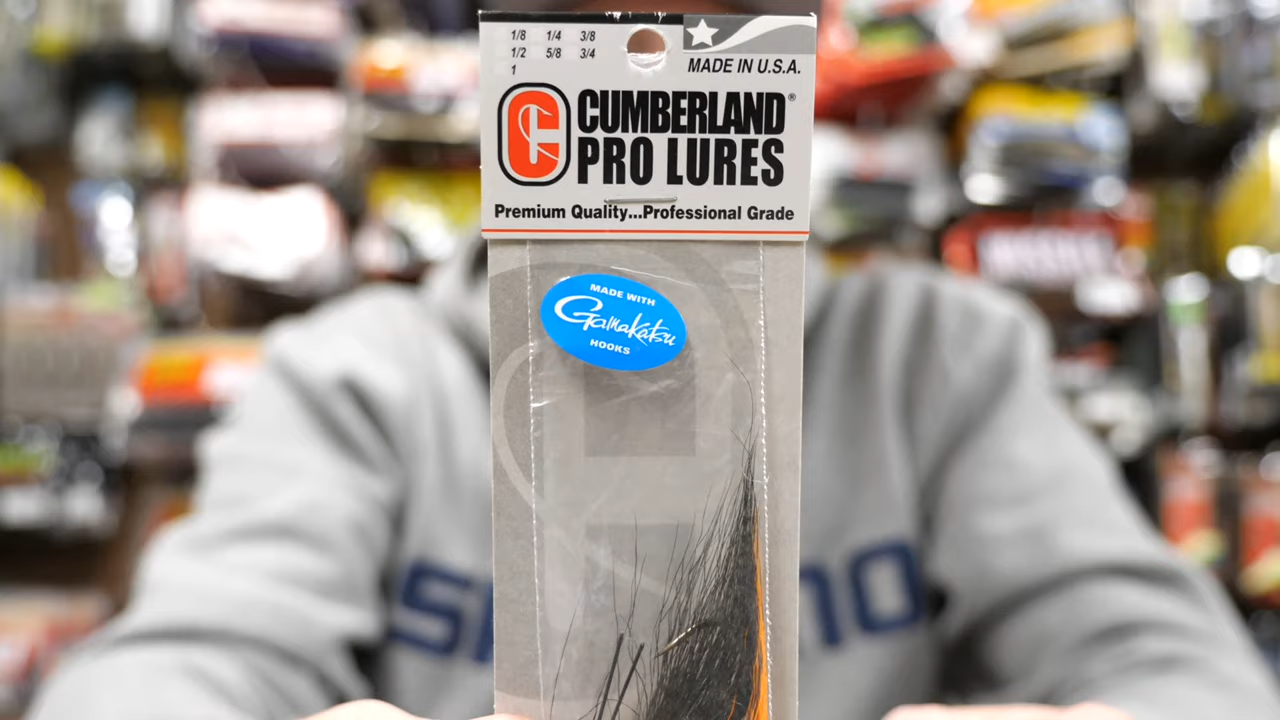 1/8 1/4 3/8
1/2 5/8 3/4
1
MADE IN U.S.A.
C CUMBERLAND®
PRO LURES
Premium Quality...Professional Grade
MADE WITH
Gamakatsu
HOOKS